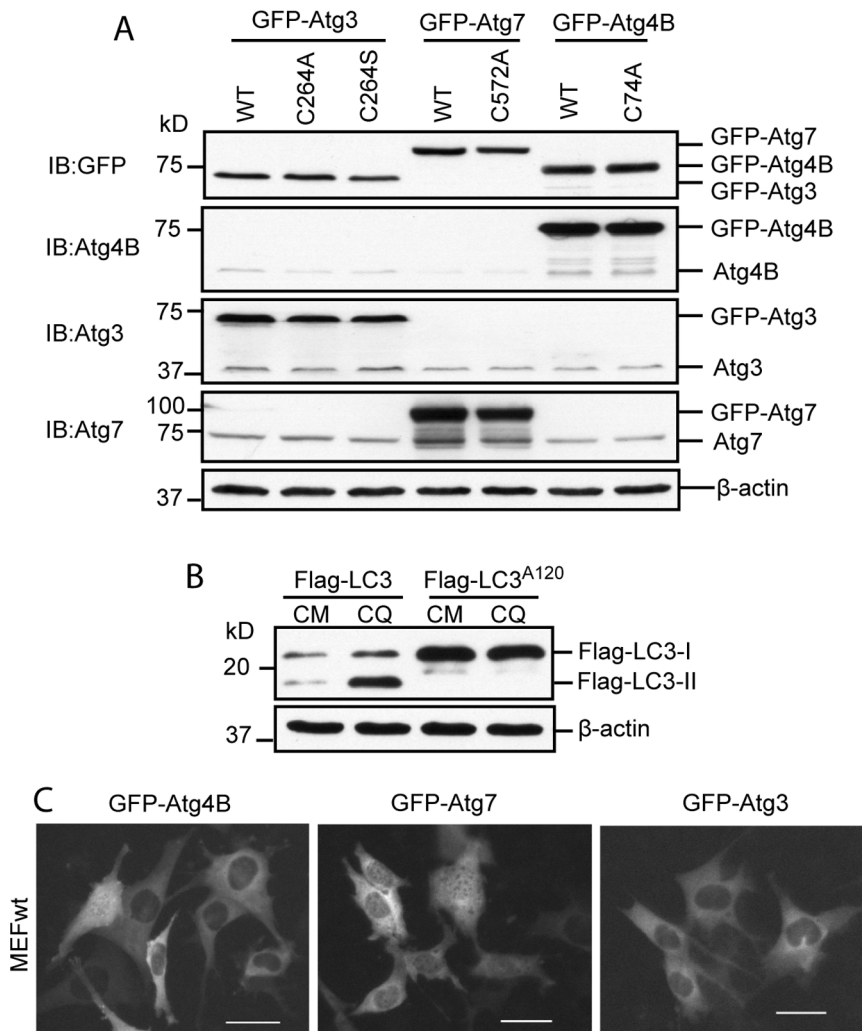 A
GFP-Atg3 GFP-Atg7 GFP-Atg4B
WT C264A C264S WT C572A WT C74A
kD
IB:GFP 75 GFP-Atg7
GFP-Atg4B
GFP-Atg3
IB:Atg4B 75 GFP-Atg4B
Atg4B
IB:Atg3 75 GFP-Atg3
37 Atg3
IB:Atg7 100 GFP-Atg7
75 Atg7
37 β-actin
B
Flag-LC3 Flag-LC3A120
CM CQ CM CQ
kD
20 Flag-LC3-I
Flag-LC3-II
37 β-actin
C
GFP-Atg4B GFP-Atg7 GFP-Atg3
MEFwt